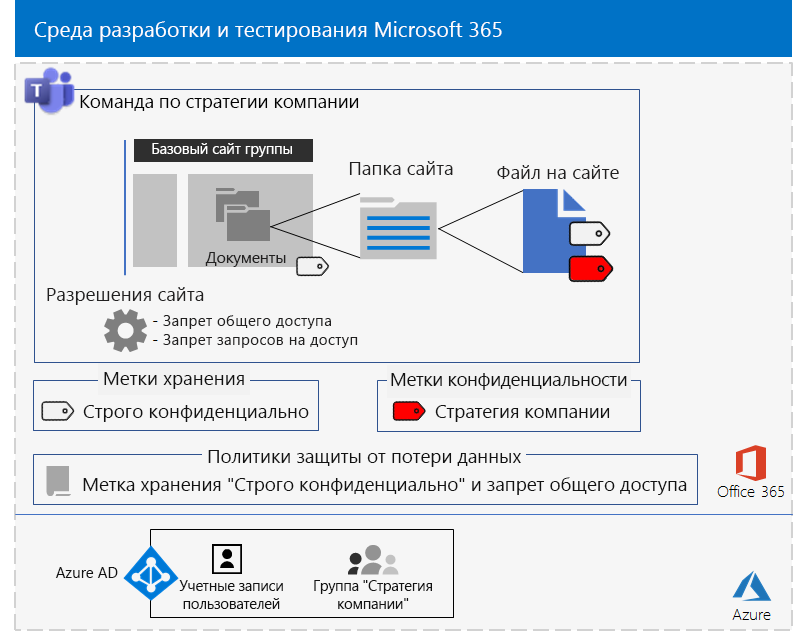 Среда разработки и тестирования Microsoft 365
T
Команда по стратегии компании
Базовый сайт группы
Папка сайта
Файл на сайте
Документы
Разрешения сайта
- Запрет общего доступа
- Запрет запросов на доступ
Метки хранения
Строго конфиденциально
Метки конфиденциальности
Стратегия компании
Политики защиты от потери данных
Метка хранения "Строго конфиденциально" и запрет общего доступа
Office 365
Azure AD
Учетные записи
пользователей
Группа "Стратегия
компании"
Azure